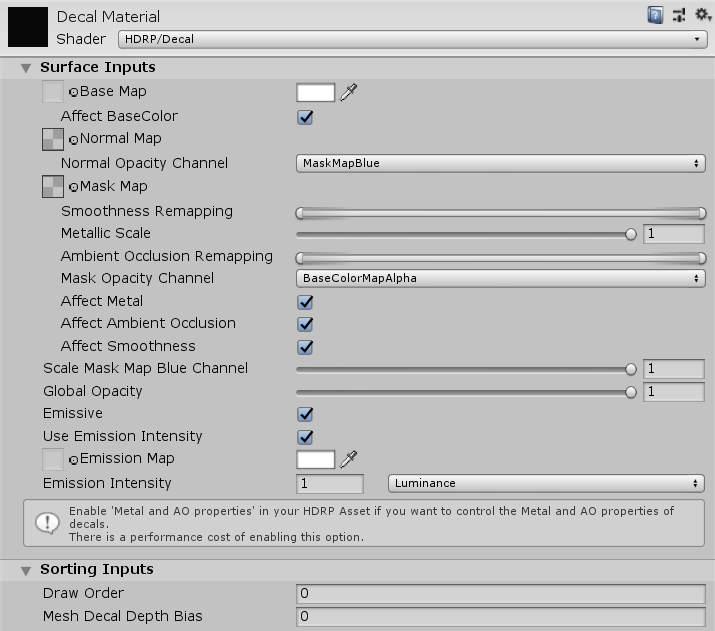 Decal Material
Shader HDRP/Decal
Surface Inputs
Base Map
Affect BaseColor
Normal Map
Normal Opacity Channel MaskMapBlue
Mask Map
Smoothness Remapping
Metallic Scale 1
Ambient Occlusion Remapping
Mask Opacity Channel BaseColorMapAlpha
Affect Metal
Affect Ambient Occlusion
Affect Smoothness
Scale Mask Map Blue Channel 1
Global Opacity 1
Emissive
Use Emission Intensity
Emission Map
Emission Intensity 1 Luminance
Enable 'Metal and AO properties' in your HDRP Asset if you want to control the Metal and AO properties of
decals.
There is a performance cost of enabling this option.
Sorting Inputs
Draw Order 0
Mesh Decal Depth Bias 0